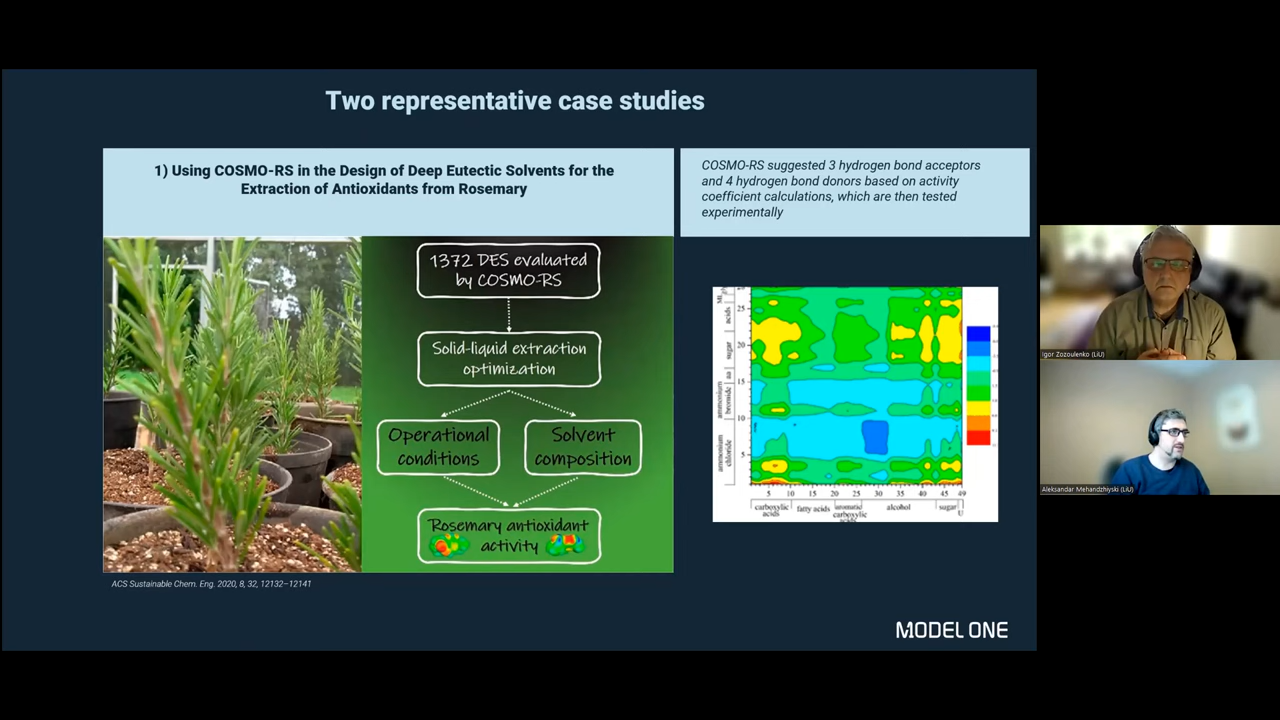 Two representative case studies
1) Using COSMO-RS in the Design of Deep Eutectic Solvents for the
Extraction of Antioxidants from Rosemary
COSMO-RS suggested 3 hydrogen bond acceptors
and 4 hydrogen bond donors based on activity
coefficient calculations, which are then tested
experimentally
1372 DES evaluated
by COSMO-RS
Solid-liquid extraction
optimization
Operational
conditions
Solvent
composition
Rosemary antioxidant
activity
acids
sugar
aa
ammonium
bromide
ammonium
chloride
25
20
15
10
5
5 10 15 20 25 30 35 40 45 49
carboxylic
acids
fatty acids
carboxylic
acids
alcohol
sugar
U
ACS Sustainable Chem. Eng. 2020, 8, 32, 12132–12141
MODEL ONE
Igor Zozoulenko (LiU)
Aleksandar Mehandzhiyski (LiU)